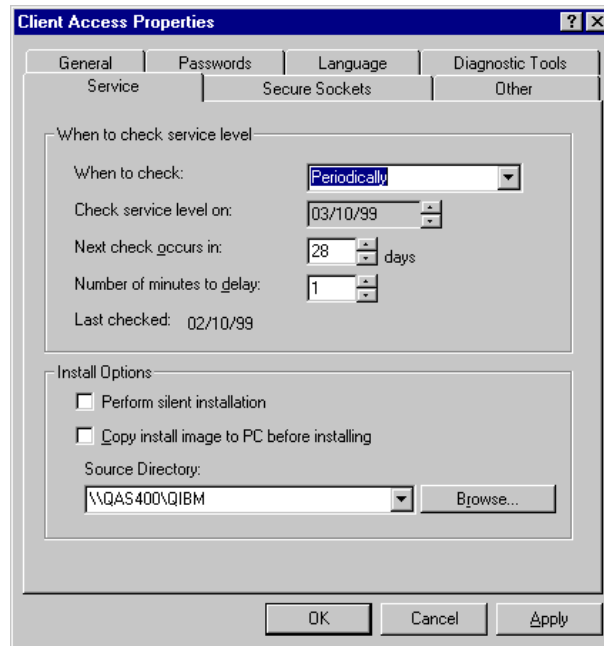 Client Access Properties
General Passwords Language Diagnostic Tools
Service Secure Sockets Other
When to check service level
When to check: Periodically
Check service level on: 03/10/99
Next check occurs in: 28 days
Number of minutes to delay: 1
Last checked: 02/10/99
Install Options
Perform silent installation
Copy install image to PC before installing
Source Directory:
\\QAS400\QIBM Browse...
OK Cancel Apply